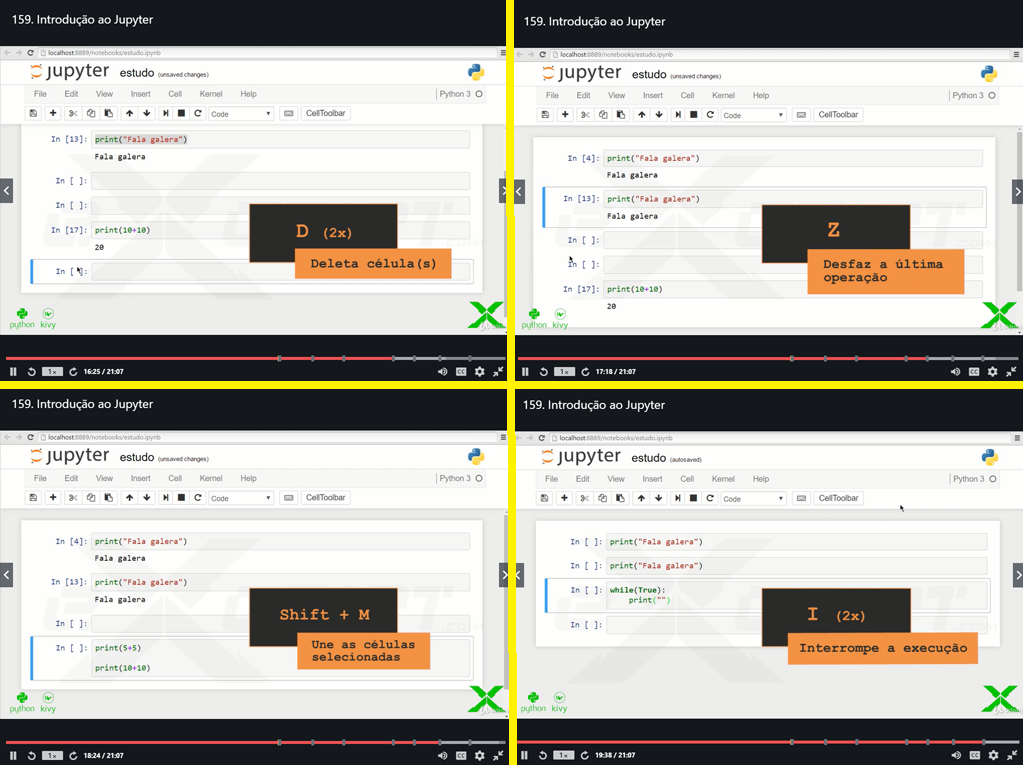 159. Introdução ao Jupyter
localhost:8889/notebooks/estudo.ipynb
jupyter estudo (unsaved changes)
File Edit View Insert Cell Kernel Help Python 3
Code CellToolbar
In [13]: print("Fala galera")
Fala galera
In [ ]:
In [ ]:
In [17]: print(10+10)
20
In [ ]:
D (2x)
Deleta célula(s)
python kivy
1x 16:25 / 21:07 CC
159. Introdução ao Jupyter
localhost:8889/notebooks/estudo.ipynb
jupyter estudo (unsaved changes)
File Edit View Insert Cell Kernel Help Python 3
Code CellToolbar
In [4]: print("Fala galera")
Fala galera
In [13]: print("Fala galera")
Fala galera
In [ ]:
In [ ]:
In [17]: print(10+10)
20
Z
Desfaz a última
operação
python kivy
1x 17:18 / 21:07 CC
159. Introdução ao Jupyter
localhost:8889/notebooks/estudo.ipynb
jupyter estudo (unsaved changes)
File Edit View Insert Cell Kernel Help Python 3
Code CellToolbar
In [4]: print("Fala galera")
Fala galera
In [13]: print("Fala galera")
Fala galera
In [ ]:
In [ ]: print(5+5)
print(10+10)
Shift + M
Une as células
selecionadas
python kivy
1x 18:24 / 21:07 CC
159. Introdução ao Jupyter
localhost:8889/notebooks/estudo.ipynb
jupyter estudo (autosaved)
File Edit View Insert Cell Kernel Help Python 3
Code CellToolbar
In [ ]: print("Fala galera")
In [ ]: print("Fala galera")
In [ ]: while(True):
print("")
In [ ]:
I (2x)
Interrompe a execução
python kivy
1x 19:38 / 21:07 CC